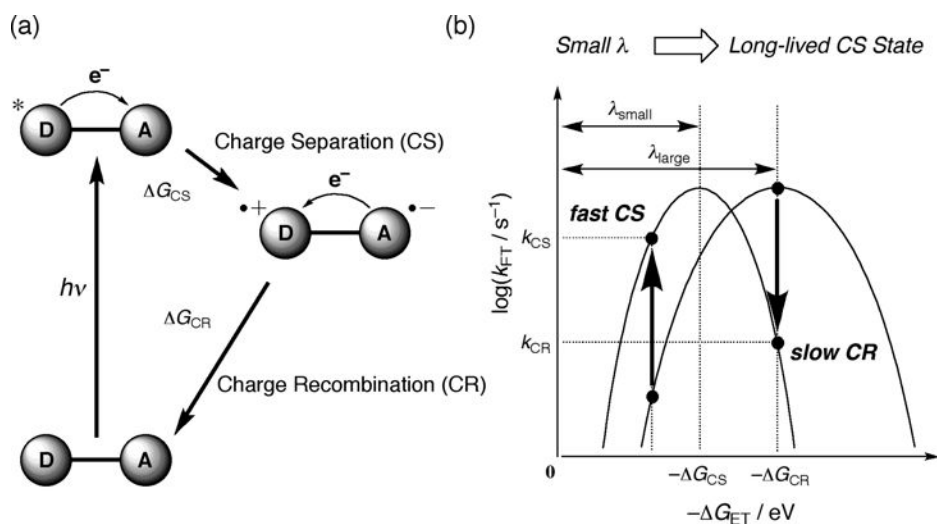 (a)
e⁻
*
D
A
Charge Separation (CS)
ΔG_CS
e⁻
•+
•−
D
A
hν
ΔG_CR
Charge Recombination (CR)
D
A
(b)
Small λ
Long-lived CS State
λ_small
λ_large
fast CS
k_CS
log(k_ET / s⁻¹)
k_CR
slow CR
0
−ΔG_CS
−ΔG_CR
−ΔG_ET / eV